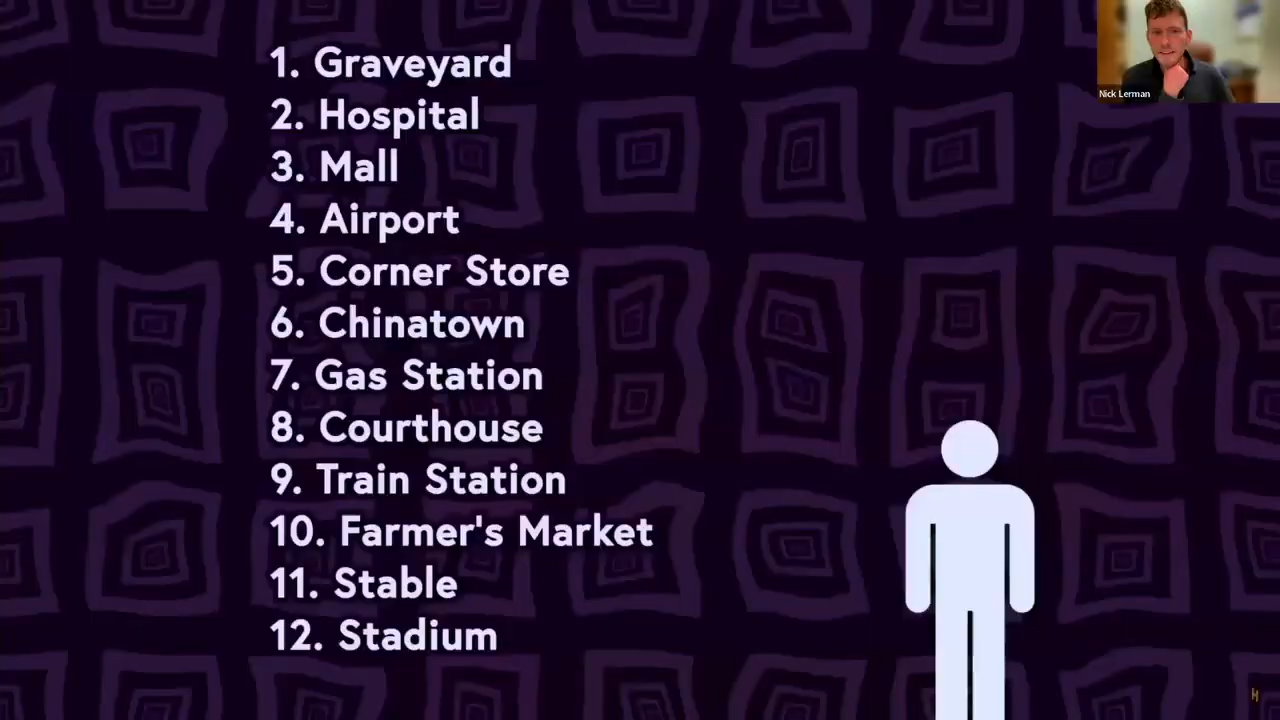 1. Graveyard
2. Hospital
3. Mall
4. Airport
5. Corner Store
6. Chinatown
7. Gas Station
8. Courthouse
9. Train Station
10. Farmer's Market
11. Stable
12. Stadium
Nick Lerman